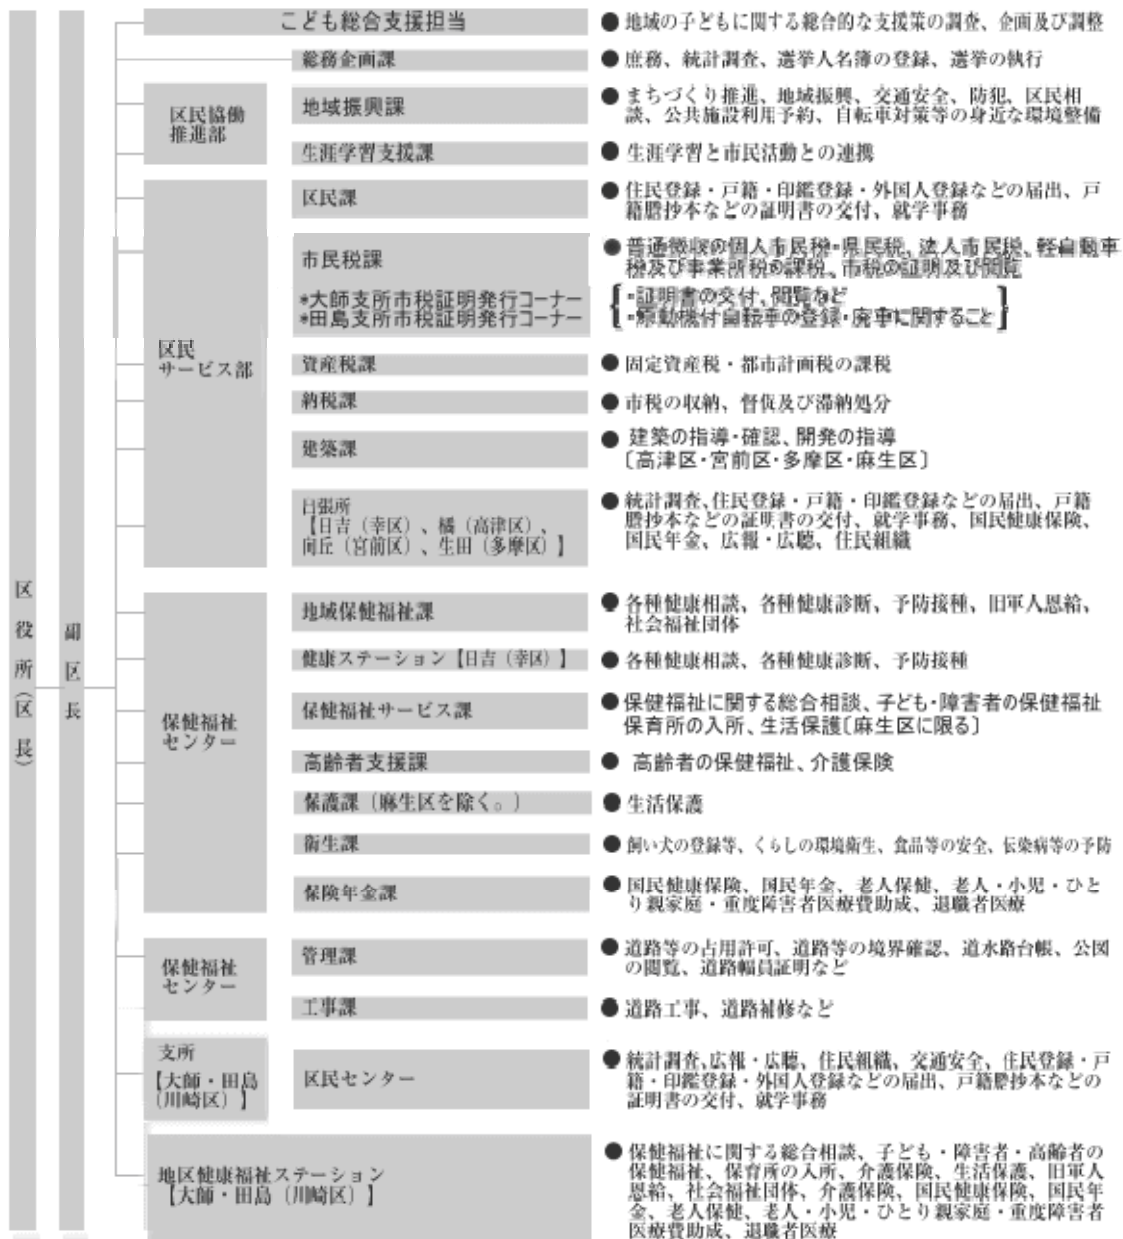 区役所（区長）
副区長
こども総合支援担当
●地域の子どもに関する総合的な支援策の調査、企画及び調整
総務企画課
●庶務、統計調査、選挙人名簿の登録、選挙の執行
区民協働
推進部
地域振興課
●まちづくり推進、地域振興、交通安全、防犯、区民相
談、公共施設利用予約、自転車対策等の身近な環境整備
生涯学習支援課
●生涯学習と市民活動との連携
区民
サービス部
区民課
●住民登録・戸籍・印鑑登録・外国人登録などの届出、戸
籍謄抄本などの証明書の交付、就学事務
市民税課
*大師支所市税証明発行コーナー
*田島支所市税証明発行コーナー
●普通徴収の個人市民税・県民税、法人市民税、軽自動車
税及び事業所税の課税、市税の証明及び閲覧
・証明書の交付、閲覧など
・原動機付自転車の登録・廃車に関すること
資産税課
●固定資産税・都市計画税の課税
納税課
●市税の収納、督促及び滞納処分
建築課
●建築の指導・確認、開発の指導
〔高津区・宮前区・多摩区・麻生区〕
出張所
【日吉（幸区）、橘（高津区）、
向丘（宮前区）、生田（多摩区）】
●統計調査、住民登録・戸籍・印鑑登録などの届出、戸籍
謄抄本などの証明書の交付、就学事務、国民健康保険、
国民年金、広報・広聴、住民組織
保健福祉
センター
地域保健福祉課
●各種健康相談、各種健康診断、予防接種、旧軍人恩給、
社会福祉団体
健康ステーション【日吉（幸区）】
●各種健康相談、各種健康診断、予防接種
保健福祉サービス課
●保健福祉に関する総合相談、子ども・障害者の保健福祉
保育所の入所、生活保護〔麻生区に限る〕
高齢者支援課
●高齢者の保健福祉、介護保険
保護課（麻生区を除く。）
●生活保護
衛生課
●飼い犬の登録等、くらしの環境衛生、食品等の安全、伝染病等の予防
保険年金課
●国民健康保険、国民年金、老人保健、老人・小児・ひと
り親家庭・重度障害者医療費助成、退職者医療
保健福祉
センター
管理課
●道路等の占用許可、道路等の境界確認、道水路台帳、公図
の閲覧、道路幅員証明など
工事課
●道路工事、道路補修など
支所
【大師・田島
（川崎区）】
区民センター
●統計調査、広報・広聴、住民組織、交通安全、住民登録・戸
籍・印鑑登録・外国人登録などの届出、戸籍謄抄本などの
証明書の交付、就学事務
地区健康福祉ステーション
【大師・田島（川崎区）】
●保健福祉に関する総合相談、子ども・障害者・高齢者の
保健福祉、保育所の入所、介護保険、生活保護、旧軍人
恩給、社会福祉団体、介護保険、国民健康保険、国民年
金、老人保健、老人・小児・ひとり親家庭・重度障害者
医療費助成、退職者医療